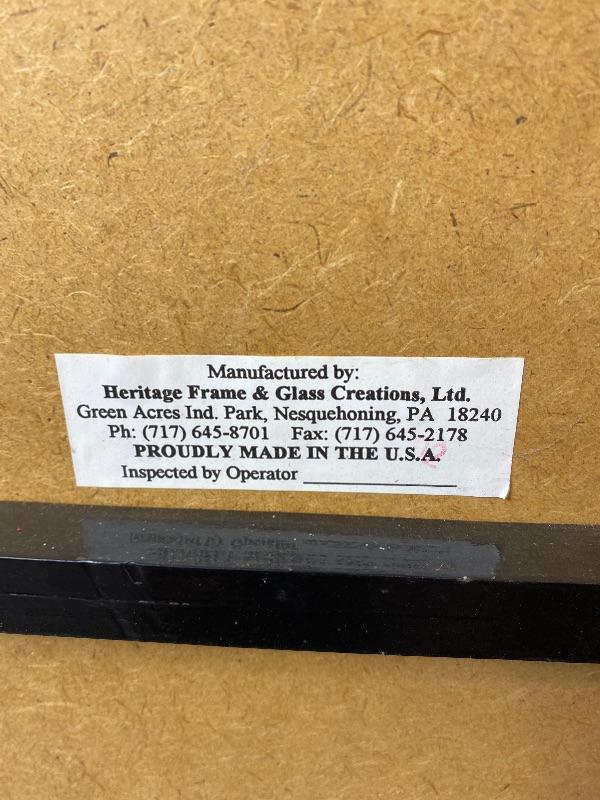 Manufactured by:
Heritage Frame & Glass Creations, Ltd.
Green Acres Ind. Park, Nesquehoning, PA 18240
Ph: (717) 645-8701 Fax: (717) 645-2178
PROUDLY MADE IN THE U.S.A.
Inspected by Operator